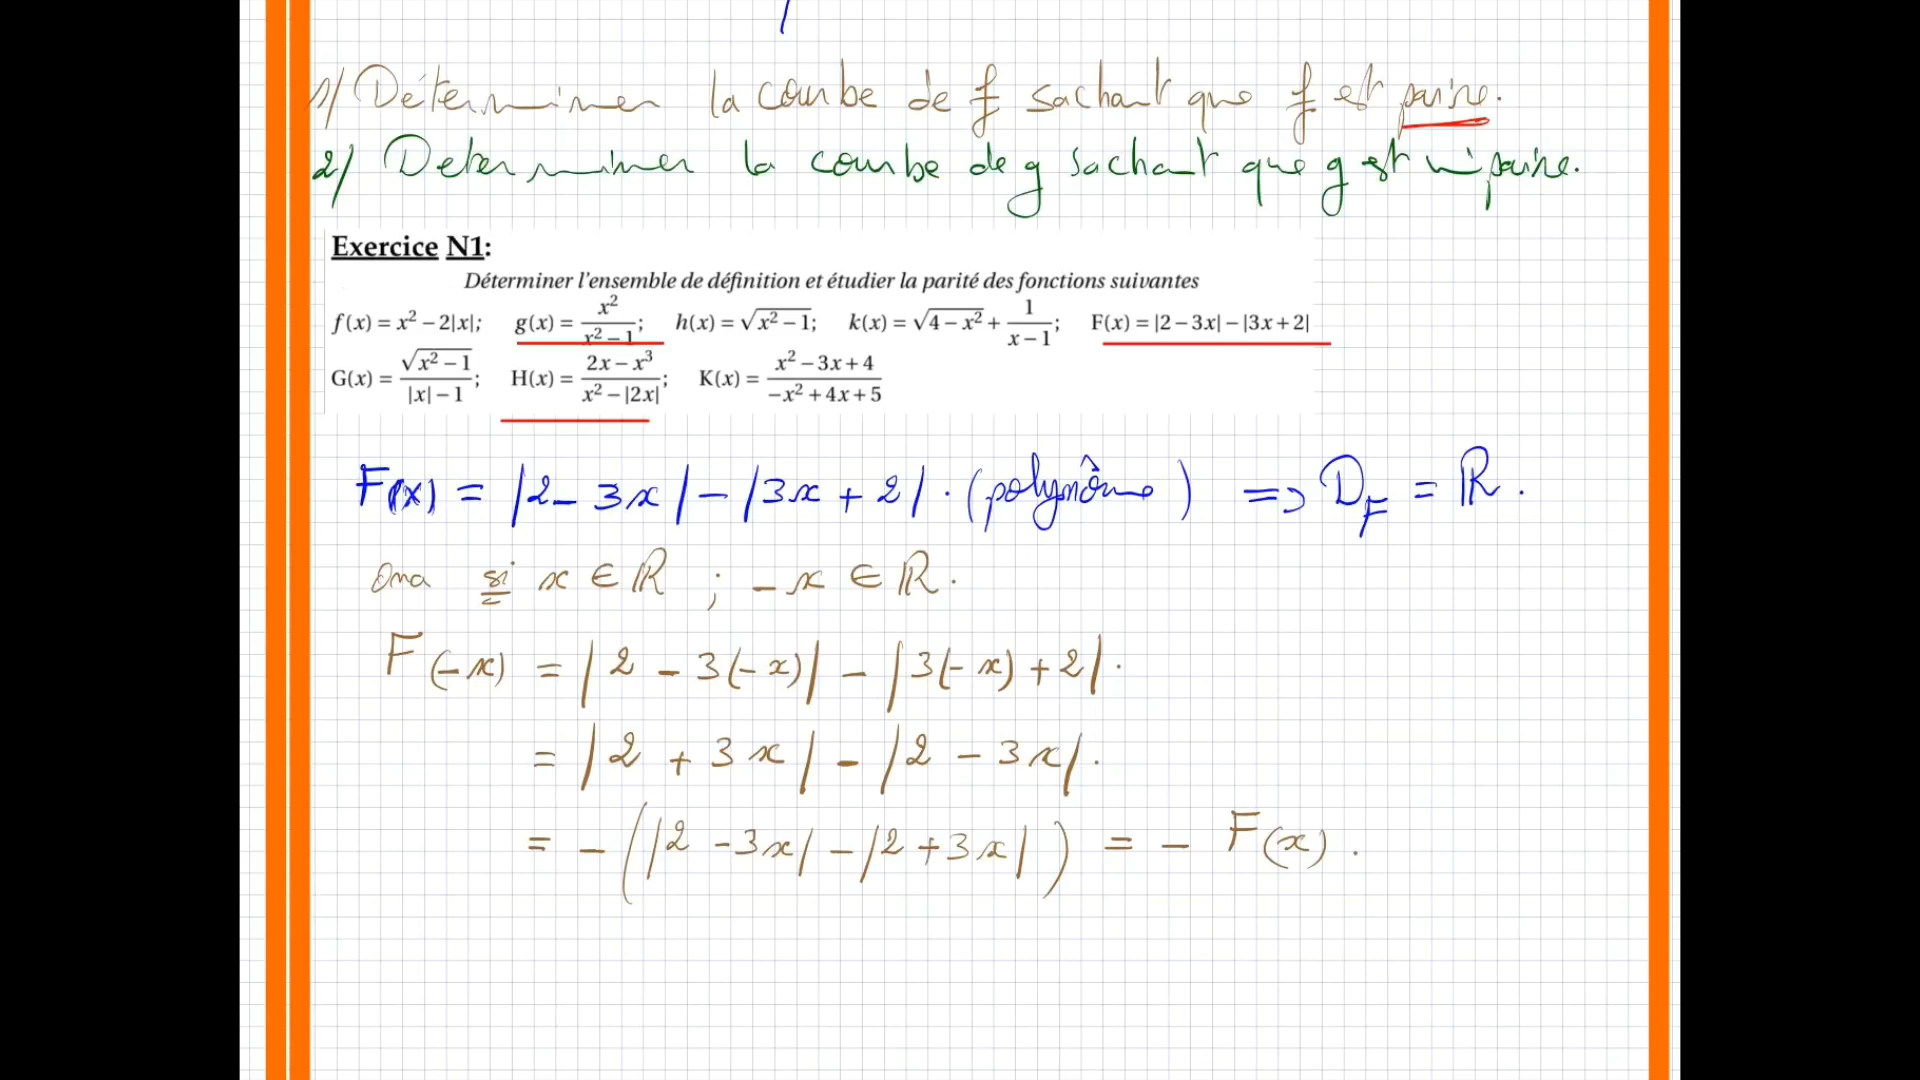 1/ Déterminer la courbe de f sachant que f est paire.
2/ Determiner la courbe de g sachant que g est impaire.
Exercice N1:
Déterminer l'ensemble de définition et étudier la parité des fonctions suivantes
f(x) = x² − 2|x|; g(x) = x²/(x² − 1); h(x) = √(x² − 1); k(x) = √(4 − x²) + 1/(x − 1); F(x) = |2 − 3x| − |3x + 2|
G(x) = √(x² − 1)/(|x| − 1); H(x) = (2x − x³)/(x² − |2x|); K(x) = (x² − 3x + 4)/(−x² + 4x + 5)
F(x) = |2 − 3x| − |3x + 2|. (polynôme) => D_F = ℝ.
Ona si x ∈ ℝ ; −x ∈ ℝ.
F(−x) = |2 − 3(−x)| − |3(−x) + 2|.
= |2 + 3x| − |2 − 3x|.
= −(|2 − 3x| − |2 + 3x|) = − F(x).